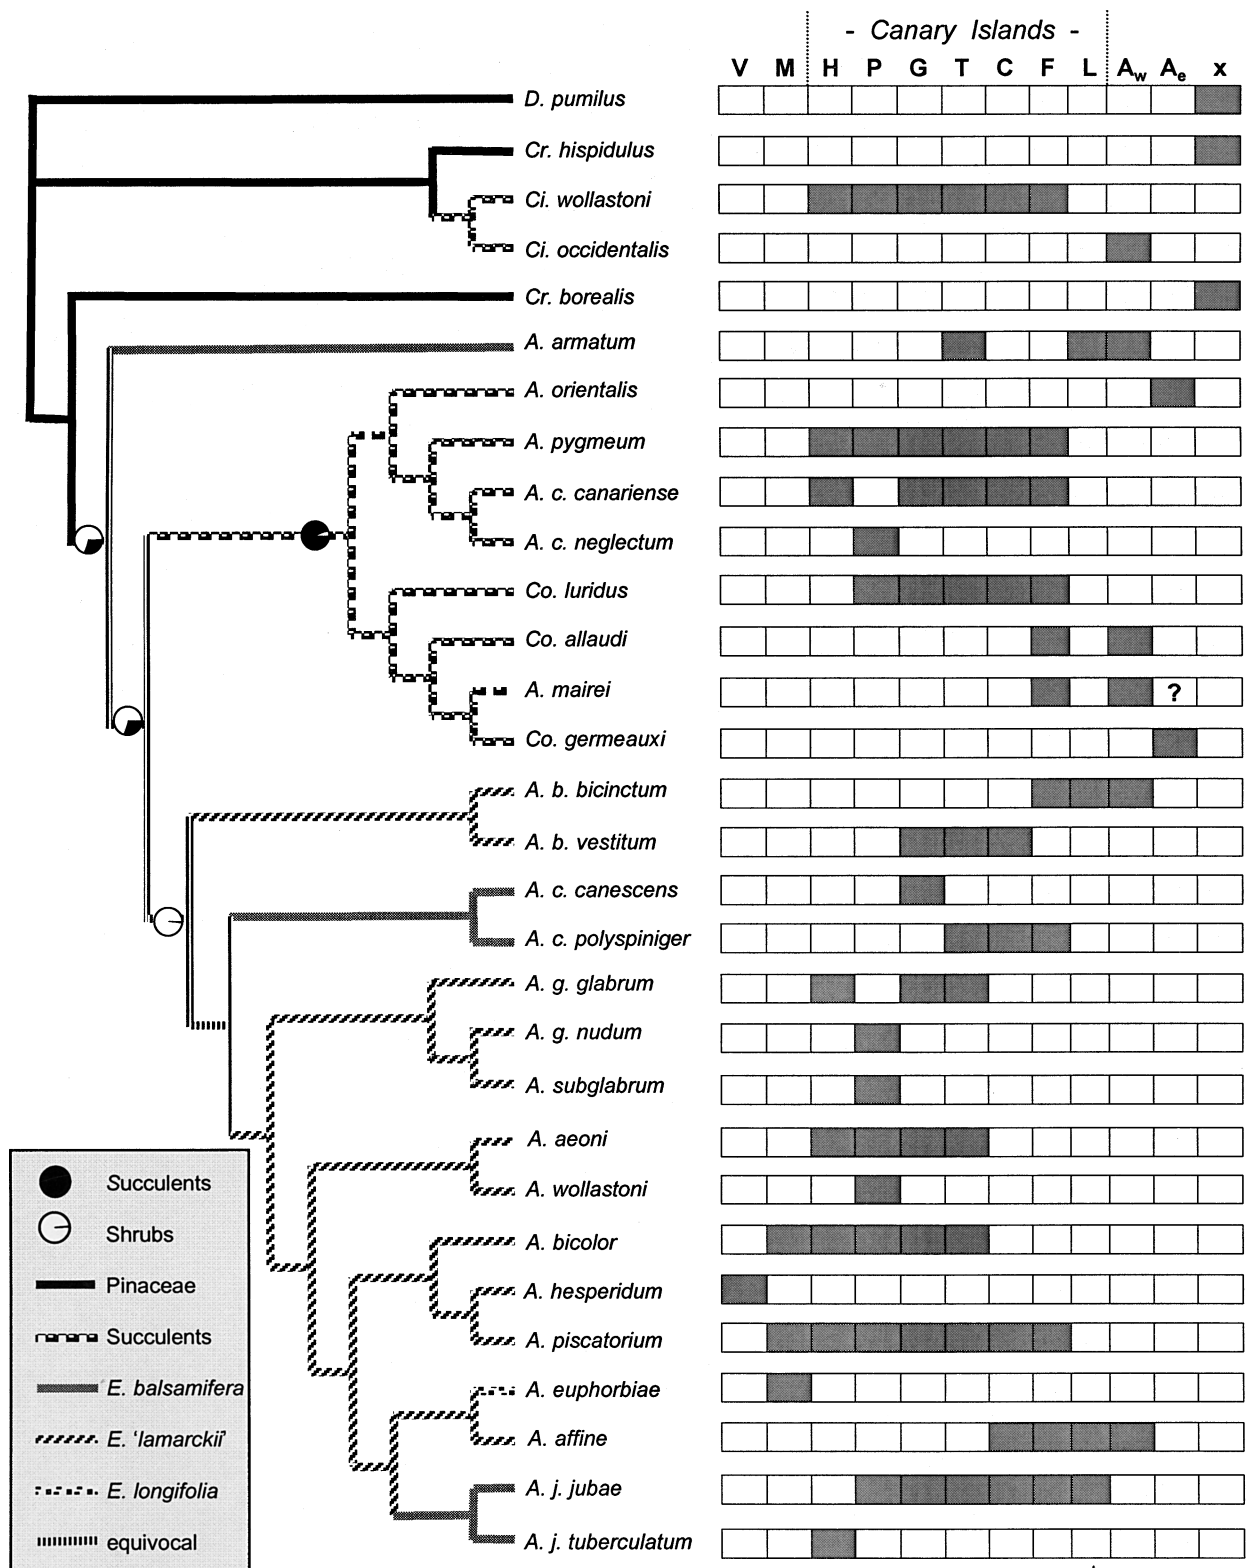 - Canary Islands -
V M H P G T C F L Aw Ae x
D. pumilus
Cr. hispidulus
Ci. wollastoni
Ci. occidentalis
Cr. borealis
A. armatum
A. orientalis
A. pygmeum
A. c. canariense
A. c. neglectum
Co. luridus
Co. allaudi
A. mairei ?
Co. germeauxi
A. b. bicinctum
A. b. vestitum
A. c. canescens
A. c. polyspiniger
A. g. glabrum
A. g. nudum
A. subglabrum
A. aeoni
A. wollastoni
A. bicolor
A. hesperidum
A. piscatorium
A. euphorbiae
A. affine
A. j. jubae
A. j. tuberculatum
Succulents
Shrubs
Pinaceae
Succulents
E. balsamifera
E. 'lamarckii'
E. longifolia
equivocal